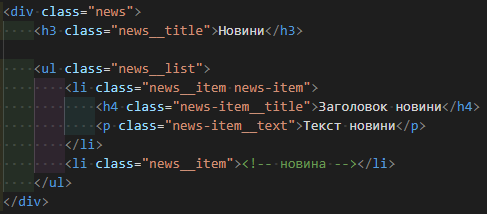 <div class="news">
    <h3 class="news__title">Новини</h3>

    <ul class="news__list">
        <li class="news__item news-item">
            <h4 class="news-item__title">Заголовок новини</h4>
            <p class="news-item__text">Текст новини</p>
        </li>
        <li class="news__item"><!-- новина --></li>
    </ul>
</div>